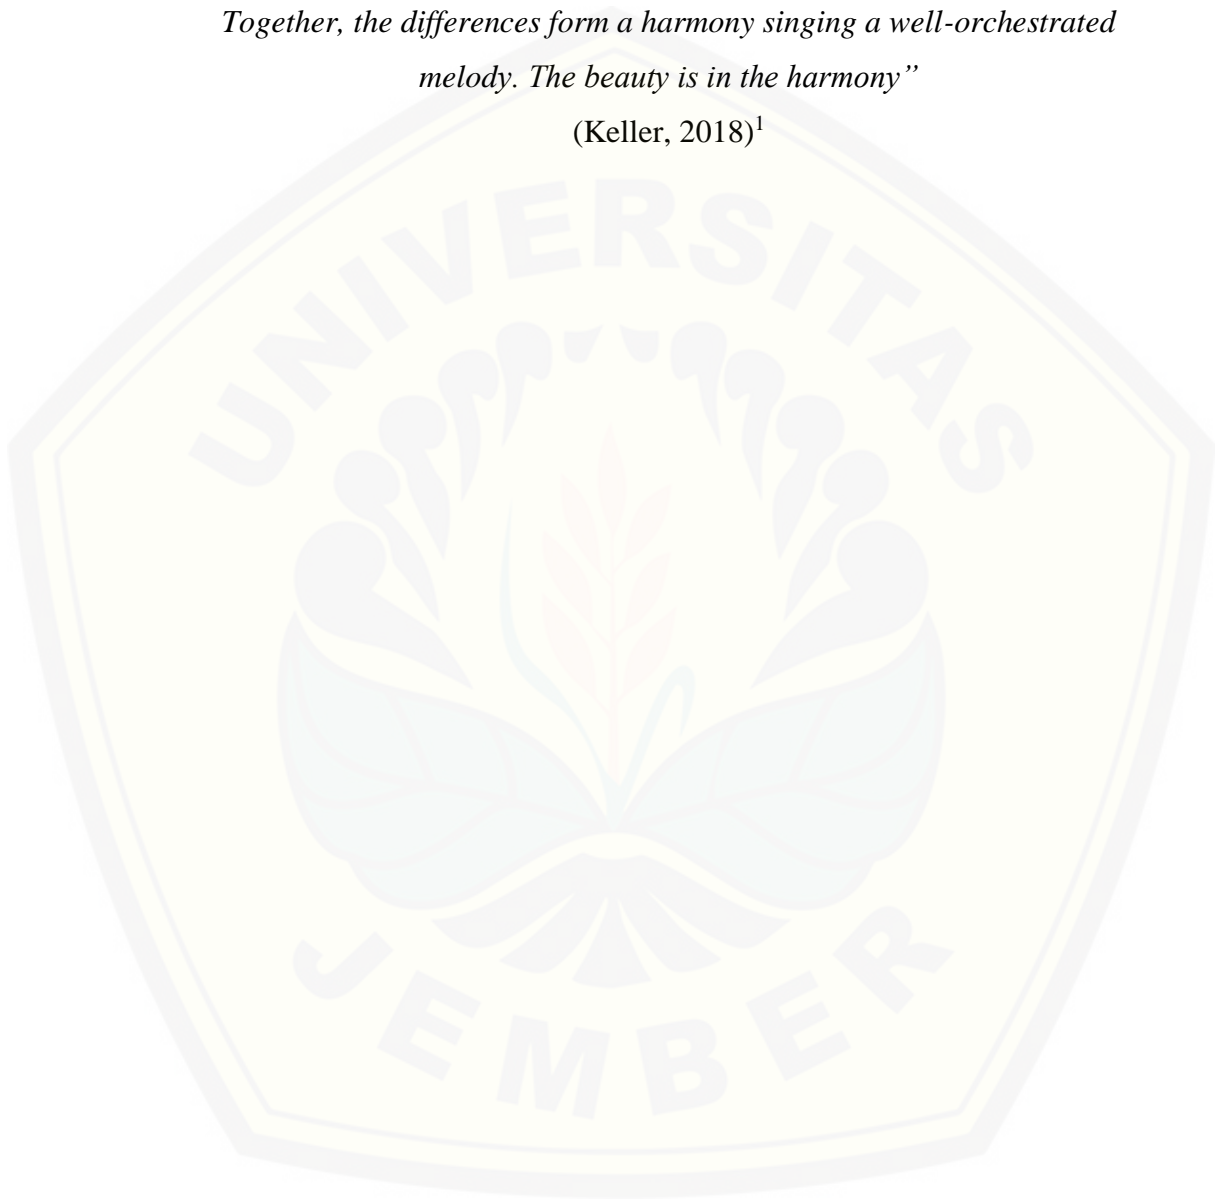 Together, the differences form a harmony singing a well-orchestrated
melody. The beauty is in the harmony”
(Keller, 2018)¹
UNIVERSITAS
JEMBER